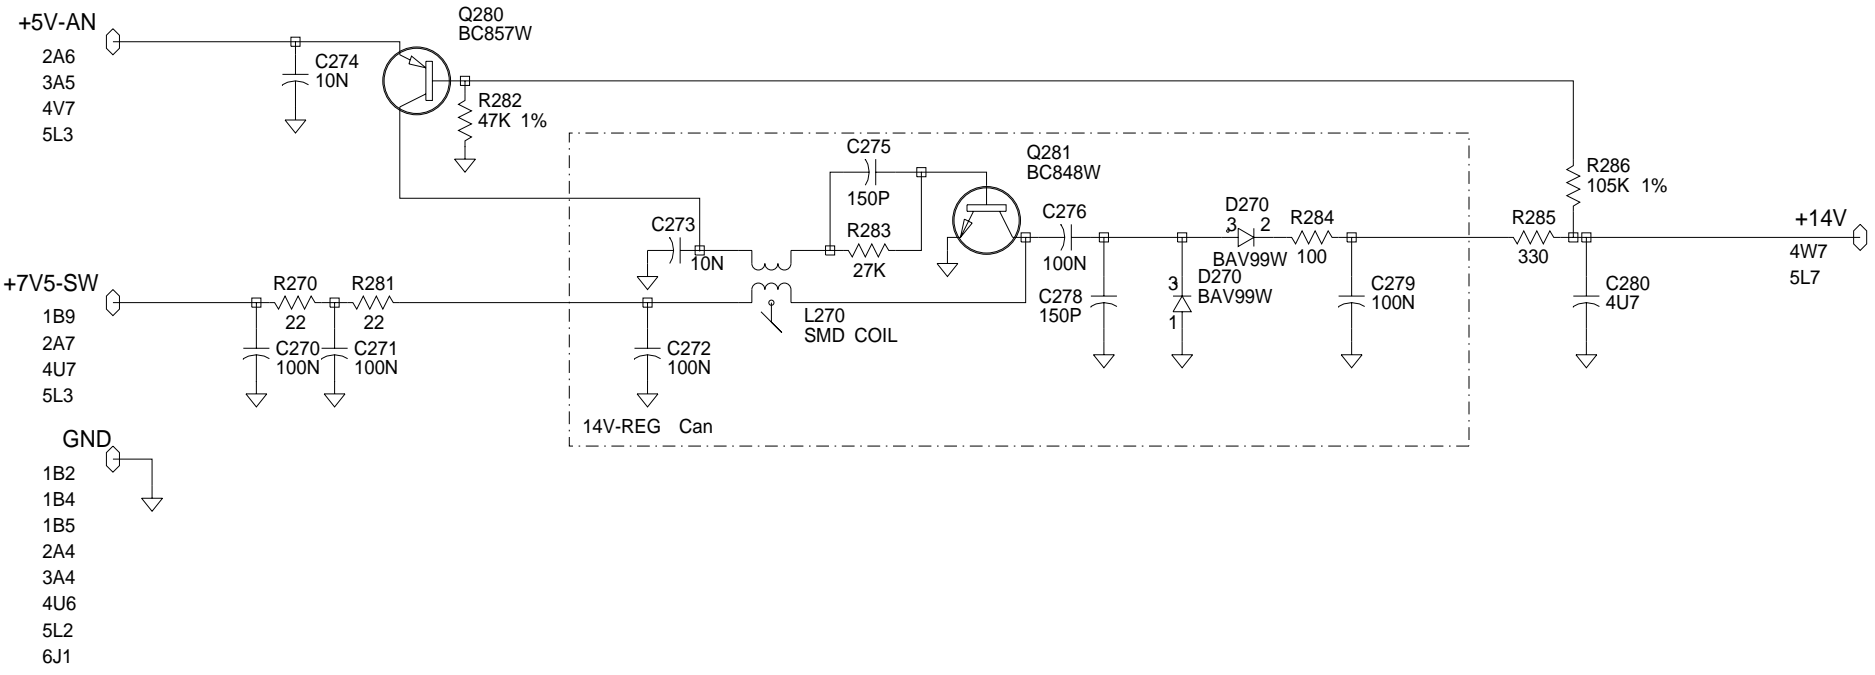 +5V-AN
2A6
3A5
4V7
5L3
Q280
BC857W
C274
10N
R282
47K 1%
C275
150P
Q281
BC848W
R286
105K 1%
C273
10N
R283
27K
C276
100N
D270
3 2
BAV99W
R284
100
R285
330
+14V
4W7
5L7
+7V5-SW
1B9
2A7
4U7
5L3
R270
22
R281
22
C270
100N
C271
100N
C272
100N
L270
SMD COIL
C278
150P
3
D270
BAV99W
1
C279
100N
C280
4U7
14V-REG Can
GND
1B2
1B4
1B5
2A4
3A4
4U6
5L2
6J1